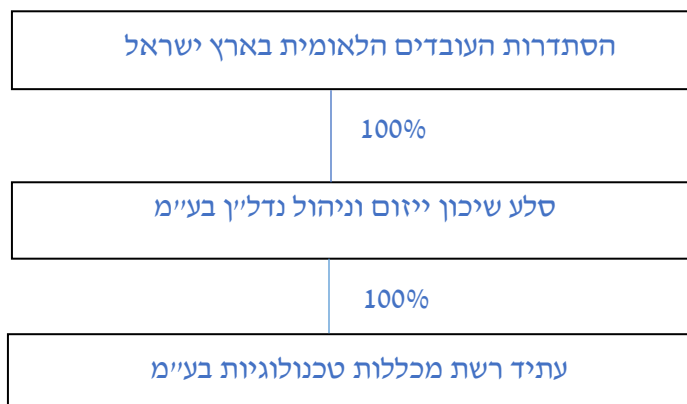 הסתדרות העובדים הלאומית בארץ ישראל
100%
סלע שיכון ייזום וניהול נדל״ן בע״מ
100%
עתיד רשת מכללות טכנולוגיות בע״מ